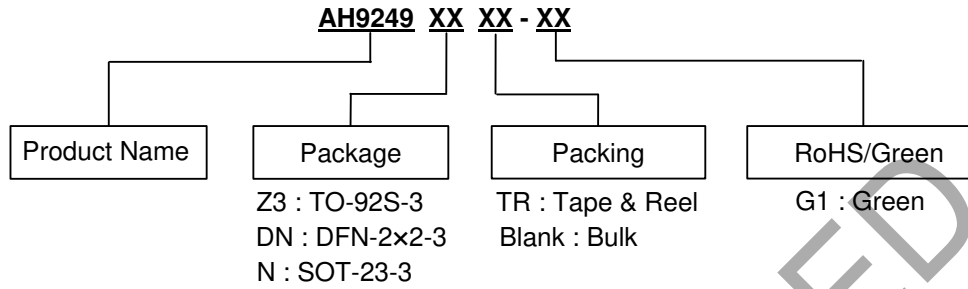 AH9249 XX XX - XX
Product Name
Package
Packing
RoHS/Green
Z3 : TO-92S-3
DN : DFN-2×2-3
N : SOT-23-3
TR : Tape & Reel
Blank : Bulk
G1 : Green